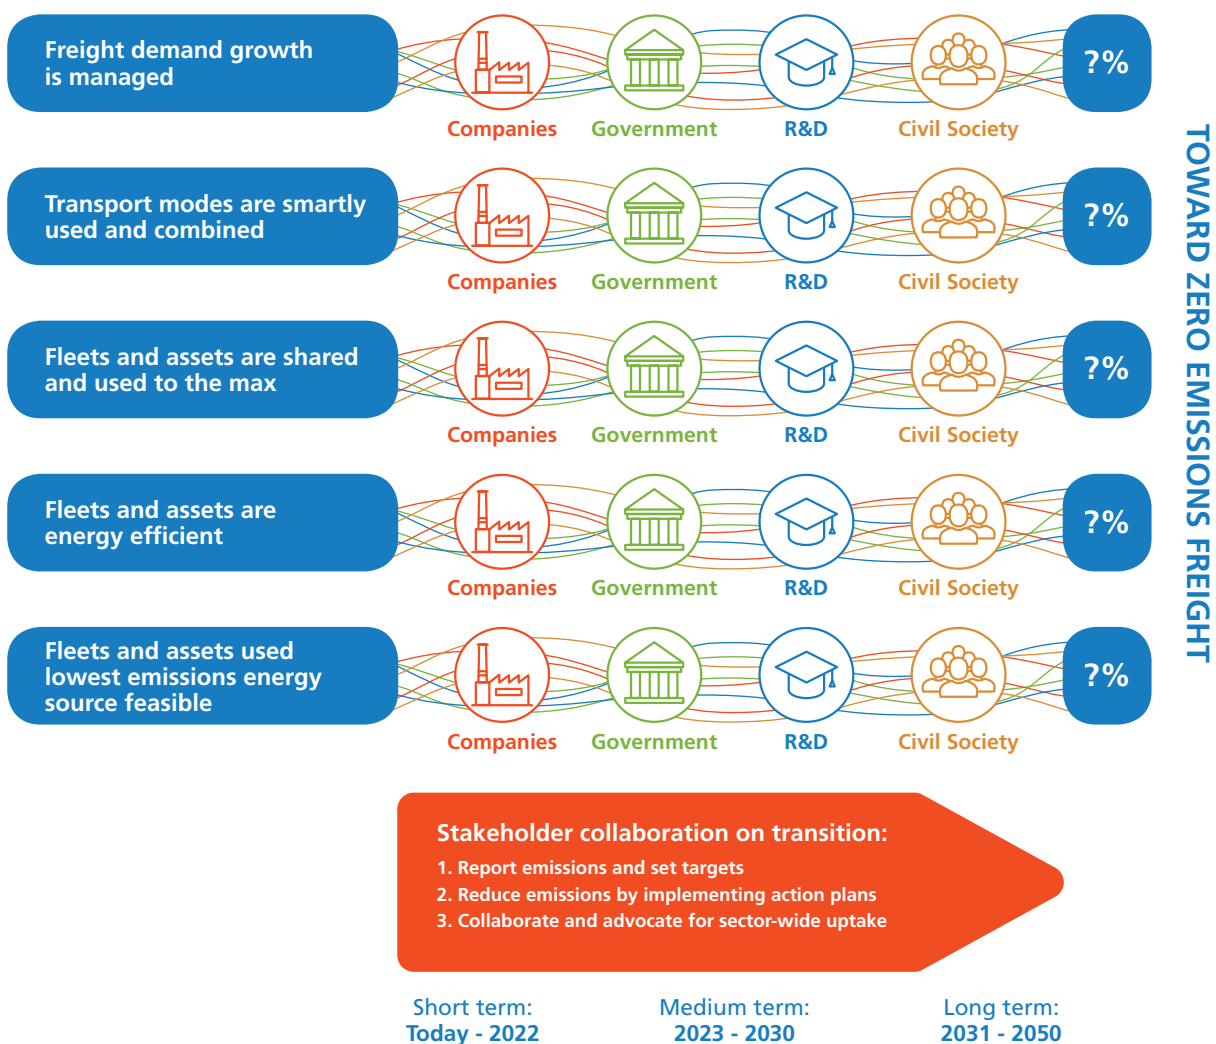 Freight demand growth
is managed
Companies
Government
R&D
Civil Society
?%
Transport modes are smartly
used and combined
Companies
Government
R&D
Civil Society
?%
Fleets and assets are shared
and used to the max
Companies
Government
R&D
Civil Society
?%
Fleets and assets are
energy efficient
Companies
Government
R&D
Civil Society
?%
Fleets and assets used
lowest emissions energy
source feasible
Companies
Government
R&D
Civil Society
?%
TOWARD ZERO EMISSIONS FREIGHT
Stakeholder collaboration on transition:
1. Report emissions and set targets
2. Reduce emissions by implementing action plans
3. Collaborate and advocate for sector-wide uptake
Short term:
Today - 2022
Medium term:
2023 - 2030
Long term:
2031 - 2050